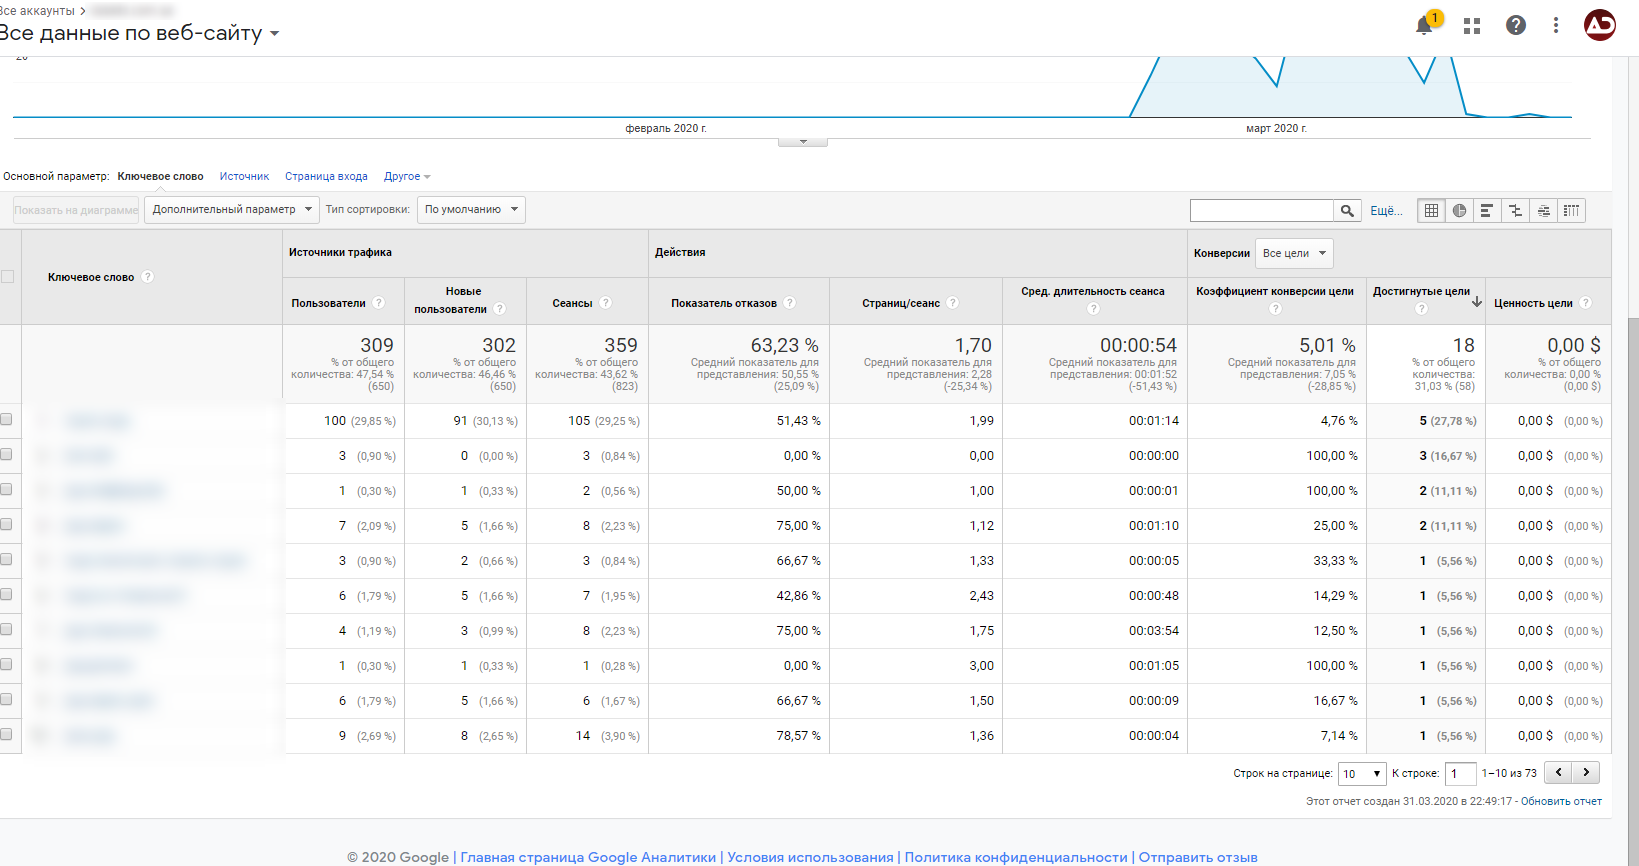 Все аккаунты >
Все данные по веб-сайту
1
20
февраль 2020 г.
март 2020 г.
Основной параметр: Ключевое слово Источник Страница входа Другое
Показать на диаграмме Дополнительный параметр Тип сортировки: По умолчанию Ещё...
Ключевое слово ? Источники трафика Действия Конверсии Все цели
Пользователи ? Новые пользователи ? Сеансы ? Показатель отказов ? Страниц/сеанс ? Сред. длительность сеанса ? Коэффициент конверсии цели ? Достигнутые цели ? Ценность цели ?
309 302 359 63,23 % 1,70 00:00:54 5,01 % 18 0,00 $
% от общего % от общего % от общего Средний показатель для Средний показатель для Средний показатель для Средний показатель для % от общего % от общего
количества: 47,54 % количества: 46,46 % количества: 43,62 % представления: 50,55 % представления: 2,28 представления: 00:01:52 представления: 7,05 % количества: количества: 0,00 %
(650) (650) (823) (25,09 %) (-25,34 %) (-51,43 %) (-28,85 %) 31,03 % (58) (0,00 $)
100 (29,85 %) 91 (30,13 %) 105 (29,25 %) 51,43 % 1,99 00:01:14 4,76 % 5 (27,78 %) 0,00 $ (0,00 %)
3 (0,90 %) 0 (0,00 %) 3 (0,84 %) 0,00 % 0,00 00:00:00 100,00 % 3 (16,67 %) 0,00 $ (0,00 %)
1 (0,30 %) 1 (0,33 %) 2 (0,56 %) 50,00 % 1,00 00:00:01 100,00 % 2 (11,11 %) 0,00 $ (0,00 %)
7 (2,09 %) 5 (1,66 %) 8 (2,23 %) 75,00 % 1,12 00:01:10 25,00 % 2 (11,11 %) 0,00 $ (0,00 %)
3 (0,90 %) 2 (0,66 %) 3 (0,84 %) 66,67 % 1,33 00:00:05 33,33 % 1 (5,56 %) 0,00 $ (0,00 %)
6 (1,79 %) 5 (1,66 %) 7 (1,95 %) 42,86 % 2,43 00:00:48 14,29 % 1 (5,56 %) 0,00 $ (0,00 %)
4 (1,19 %) 3 (0,99 %) 8 (2,23 %) 75,00 % 1,75 00:03:54 12,50 % 1 (5,56 %) 0,00 $ (0,00 %)
1 (0,30 %) 1 (0,33 %) 1 (0,28 %) 0,00 % 3,00 00:01:05 100,00 % 1 (5,56 %) 0,00 $ (0,00 %)
6 (1,79 %) 5 (1,66 %) 6 (1,67 %) 66,67 % 1,50 00:00:09 16,67 % 1 (5,56 %) 0,00 $ (0,00 %)
9 (2,69 %) 8 (2,65 %) 14 (3,90 %) 78,57 % 1,36 00:00:04 7,14 % 1 (5,56 %) 0,00 $ (0,00 %)
Строк на странице: 10 К строке: 1 1–10 из 73
Этот отчет создан 31.03.2020 в 22:49:17 - Обновить отчет
© 2020 Google | Главная страница Google Аналитики | Условия использования | Политика конфиденциальности | Отправить отзыв